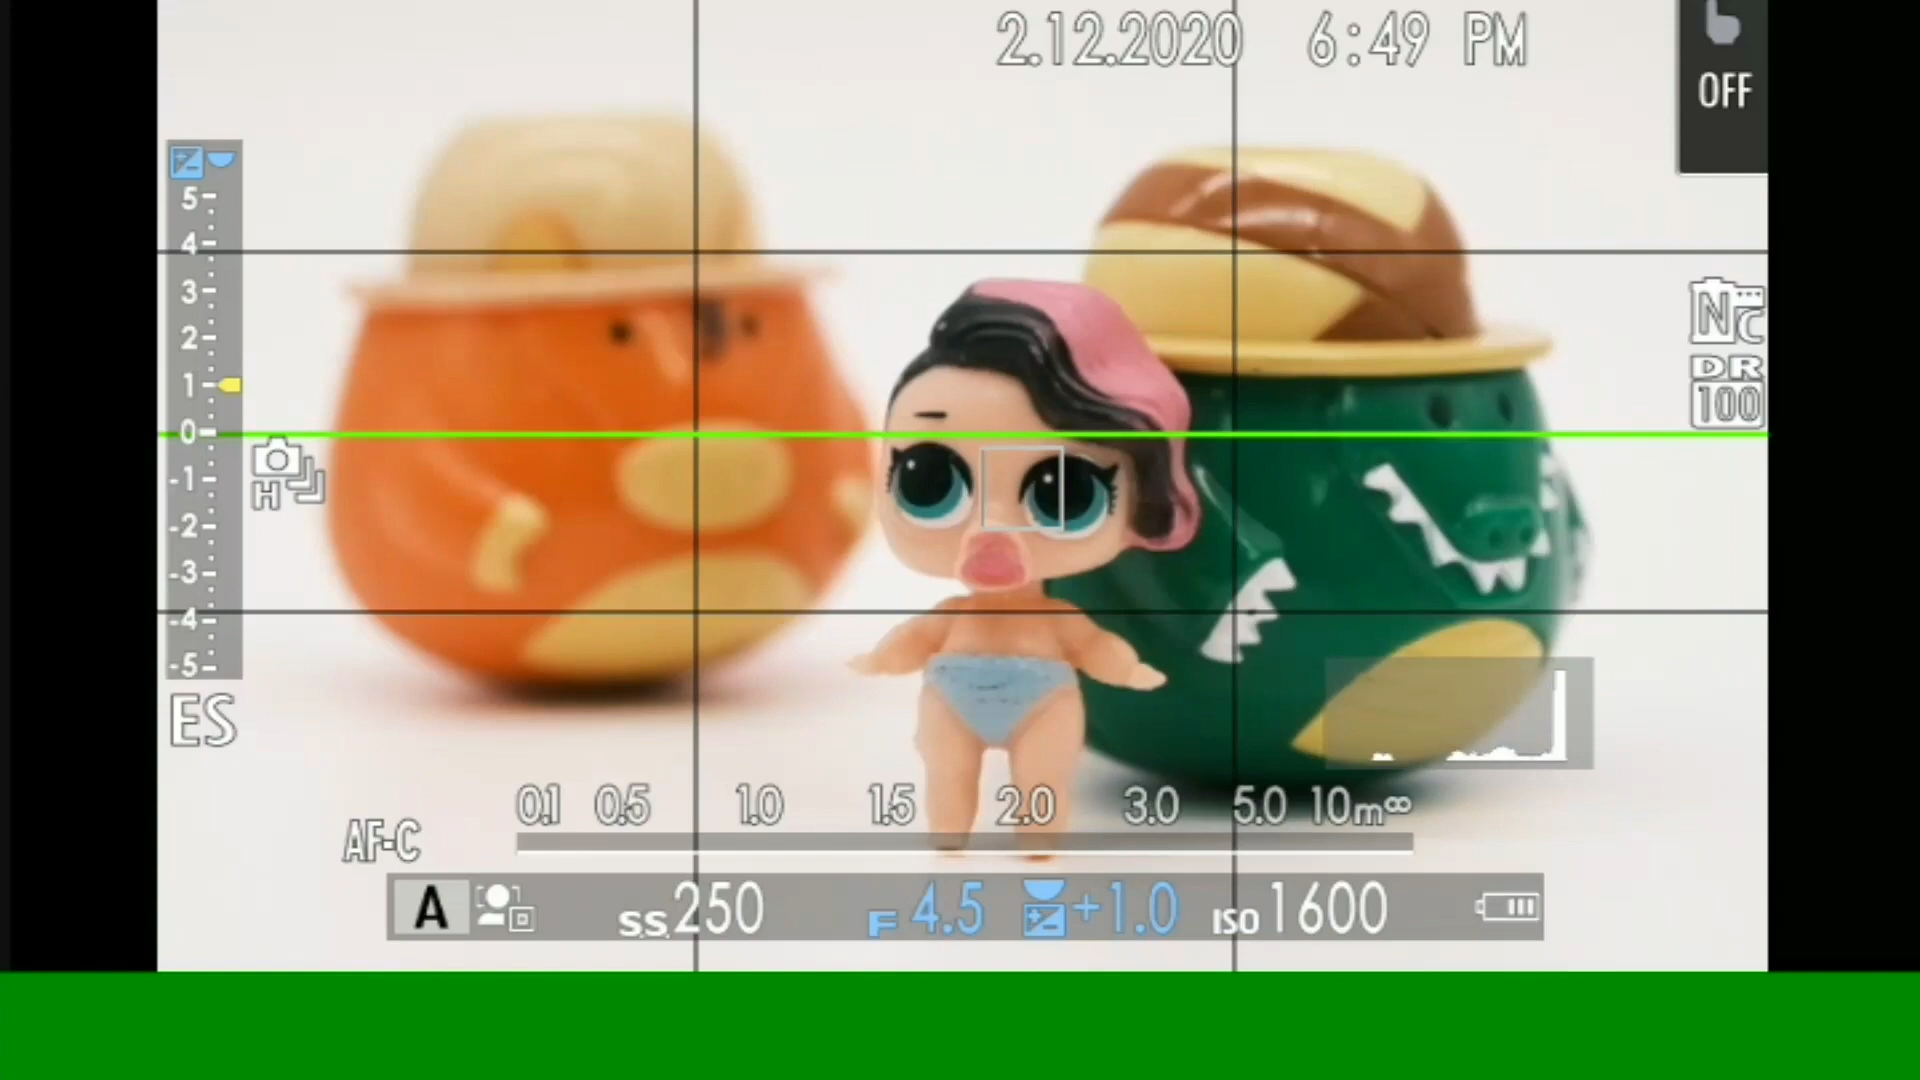 2.12.2020 6:49 PM
OFF
5
4
3
2
1
0
-1
-2
-3
-4
-5
H
NC
DR
100
ES
0.1 0.5 1.0 1.5 2.0 3.0 5.0 10m∞
AF-C
A S.S. 250 F 4.5 +1.0 ISO 1600